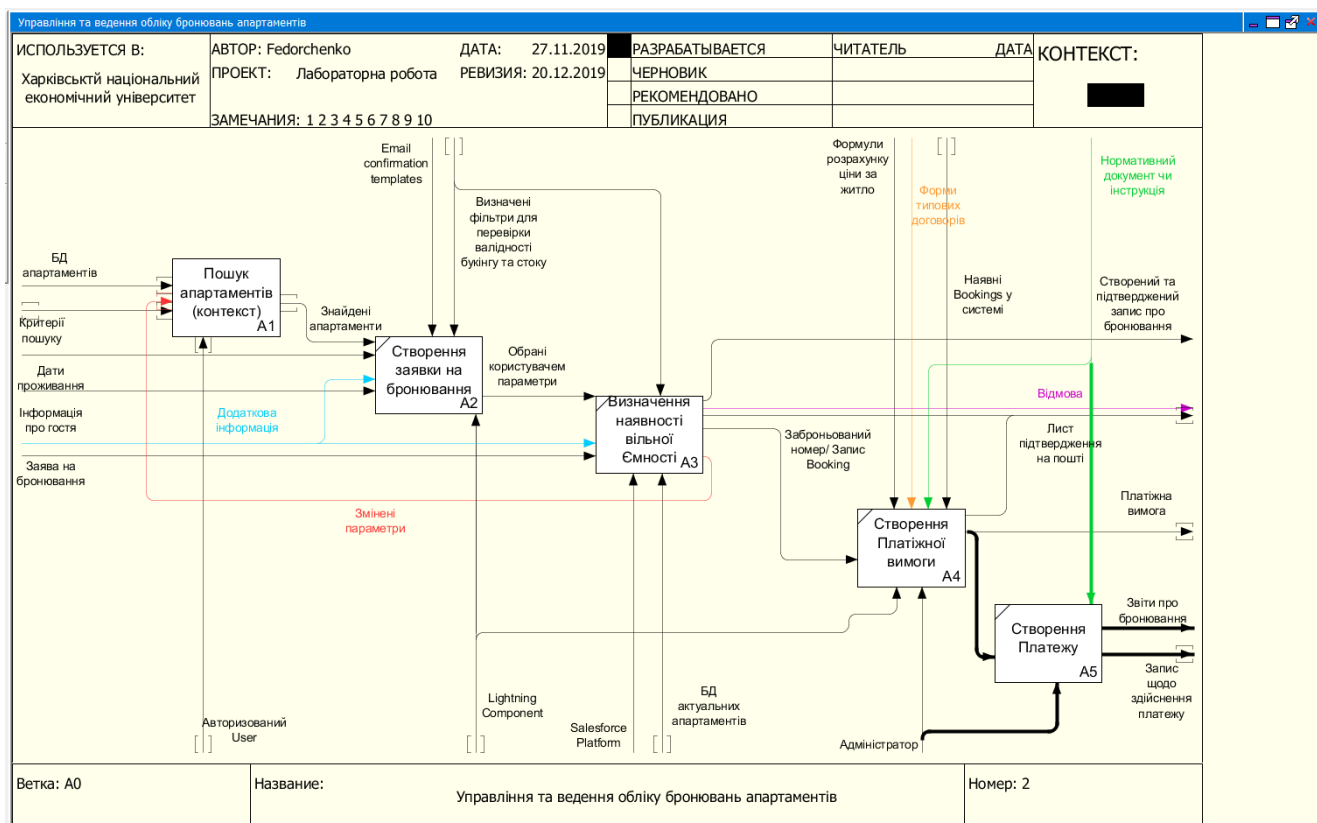 Управління та ведення обліку бронювань апартаментів
ИСПОЛЬЗУЕТСЯ В:
Харківськтй національний
економічний університет
АВТОР: Fedorchenko
ДАТА: 27.11.2019
ПРОЕКТ: Лабораторна робота
РЕВИЗИЯ: 20.12.2019
ЗАМЕЧАНИЯ: 1 2 3 4 5 6 7 8 9 10
РАЗРАБАТЫВАЕТСЯ
ЧЕРНОВИК
РЕКОМЕНДОВАНО
ПУБЛИКАЦИЯ
ЧИТАТЕЛЬ
ДАТА
КОНТЕКСТ:
Email
confirmation
templates
Визначені
фільтри для
перевірки
валідності
букінгу та стоку
Формули
розрахунку
ціни за
житло
Форми
типових
договорів
Нормативний
документ чи
інструкція
БД
апартаментів
Пошук
апартаментів
(контекст)
A1
Критерії
пошуку
Знайдені
апартаменти
Наявні
Bookings у
системі
Створений та
підтверджений
запис про
бронювання
Створення
заявки на
бронювання
A2
Обрані
користувачем
параметри
Дати
проживання
Інформація
про гостя
Додаткова
інформація
Визначення
наявності
вільної
Ємності
A3
Відмова
Заброньований
номер/ Запис
Booking
Лист
підтвердження
на пошті
Заява на
бронювання
Змінені
параметри
Платіжна
вимога
Створення
Платіжної
вимоги
A4
Створення
Платежу
A5
Звіти про
бронювання
Запис
щодо
здійснення
платежу
Авторизований
User
Lightning
Component
Salesforce
Platform
БД
актуальних
апартаментів
Адміністратор
Ветка: A0
Название:
Управління та ведення обліку бронювань апартаментів
Номер: 2